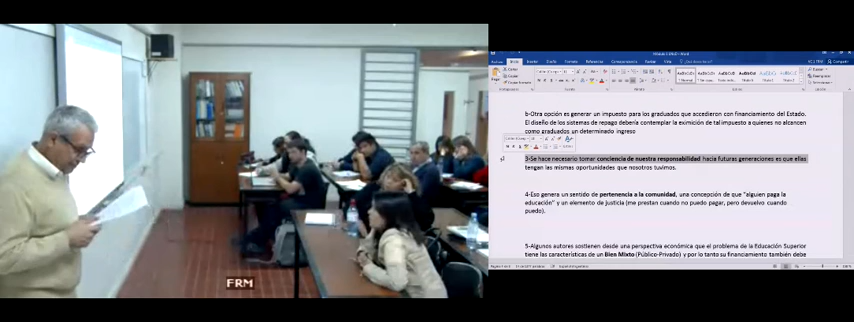 FRM
b-Otra opción es generar un impuesto para los graduados que accedieron con financiamiento del Estado.
El diseño de los sistemas de repago debería contemplar la exmición de tal impuesto a quienes no alcancen
como graduados un determinado ingreso
3-Se hace necesario tomar conciencia de nuestra responsabilidad hacia futuras generaciones es que ellas
tengan las mismas oportunidades que nosotros tuvimos.
4-Eso genera un sentido de pertenencia a la comunidad, una concepción de que "alguien paga la
educación" y un elemento de justicia (me prestan cuando no puedo pagar, pero devuelvo cuando
puedo).
5-Algunos autores sostienen desde una perspectiva económica que el problema de la Educación Superior
tiene las características de un Bien Mixto (Público-Privado) y por lo tanto su financiamiento también debe